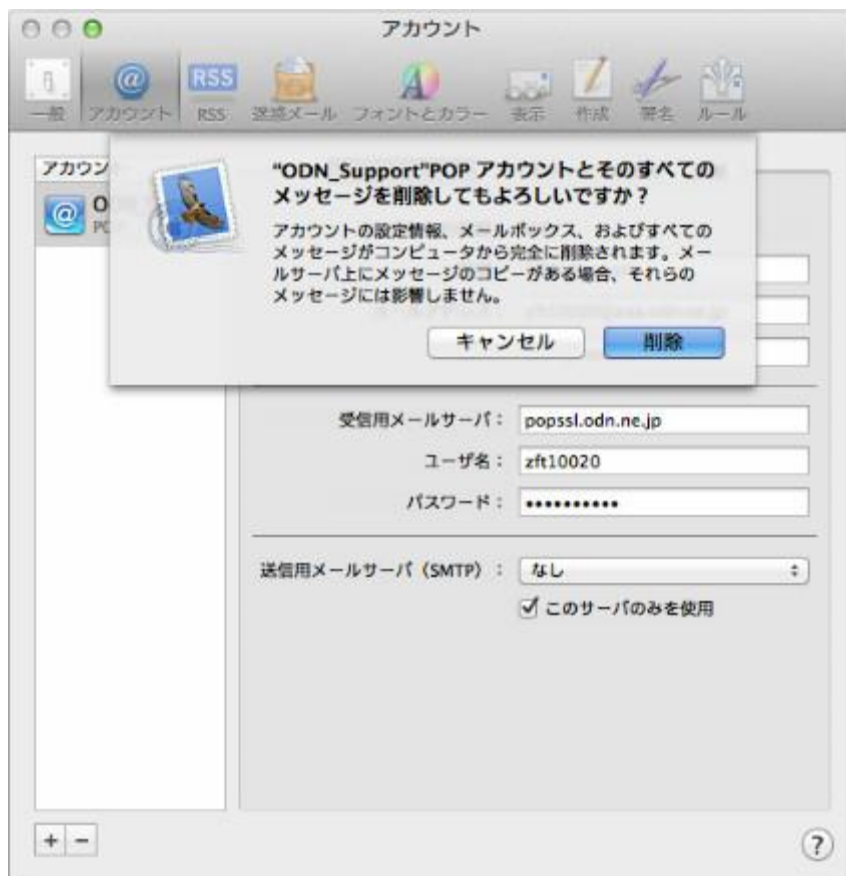 アカウント
RSS
一般 アカウント RSS 迷惑メール フォントとカラー 表示 作成 署名 ルール
アカウン
"ODN_Support"POP アカウントとそのすべての
メッセージを削除してもよろしいですか？
アカウントの設定情報、メールボックス、およびすべての
メッセージがコンピュータから完全に削除されます。メー
ルサーバ上にメッセージのコピーがある場合、それらの
メッセージには影響しません。
キャンセル 削除
受信用メールサーバ： popssl.odn.ne.jp
ユーザ名： zft10020
パスワード： ••••••••••
送信用メールサーバ（SMTP）： なし
このサーバのみを使用
+ − ?